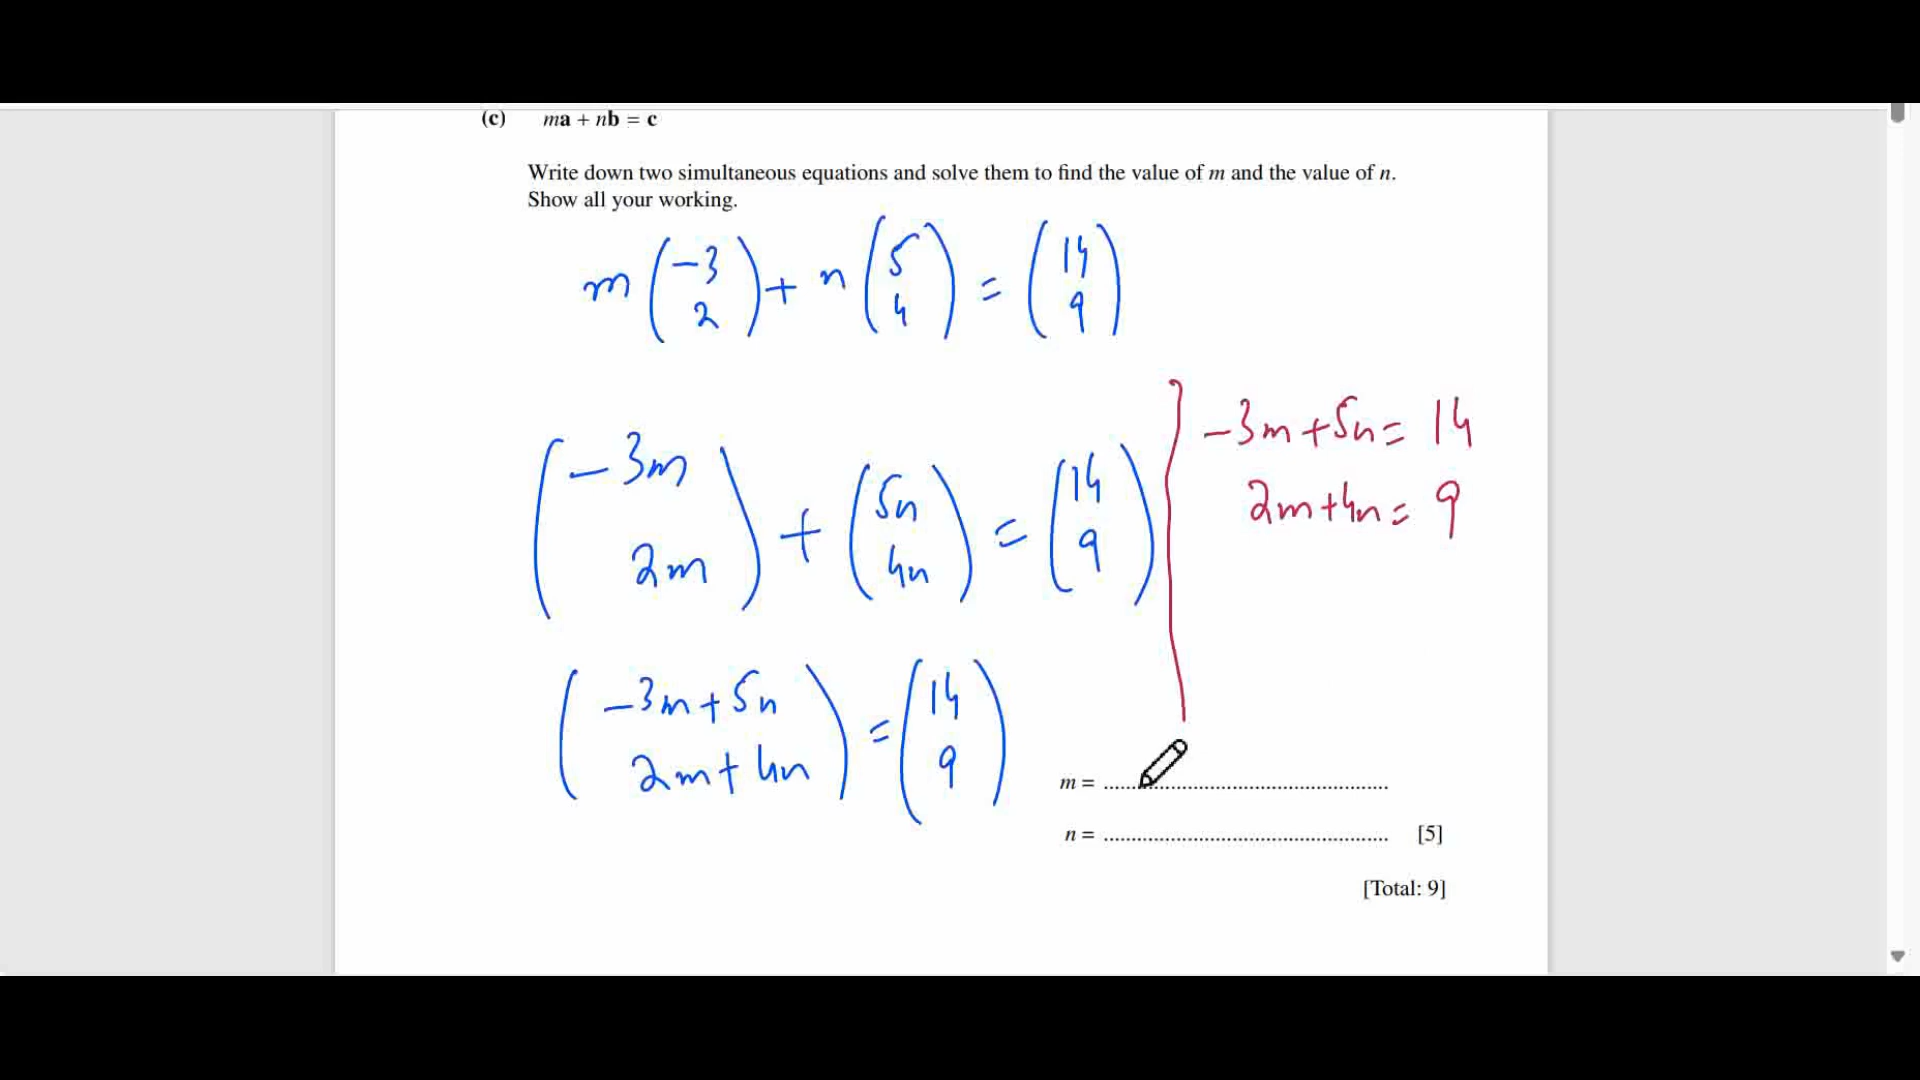 (c) ma + nb = c
Write down two simultaneous equations and solve them to find the value of m and the value of n.
Show all your working.
m(-3 2) + n(5 4) = (14 9)
(-3m 2m) + (5n 4n) = (14 9)
(-3m+5n 2m+4n) = (14 9)
-3m+5n = 14
2m+4n = 9
m = ....................................................
n = .................................................... [5]
[Total: 9]